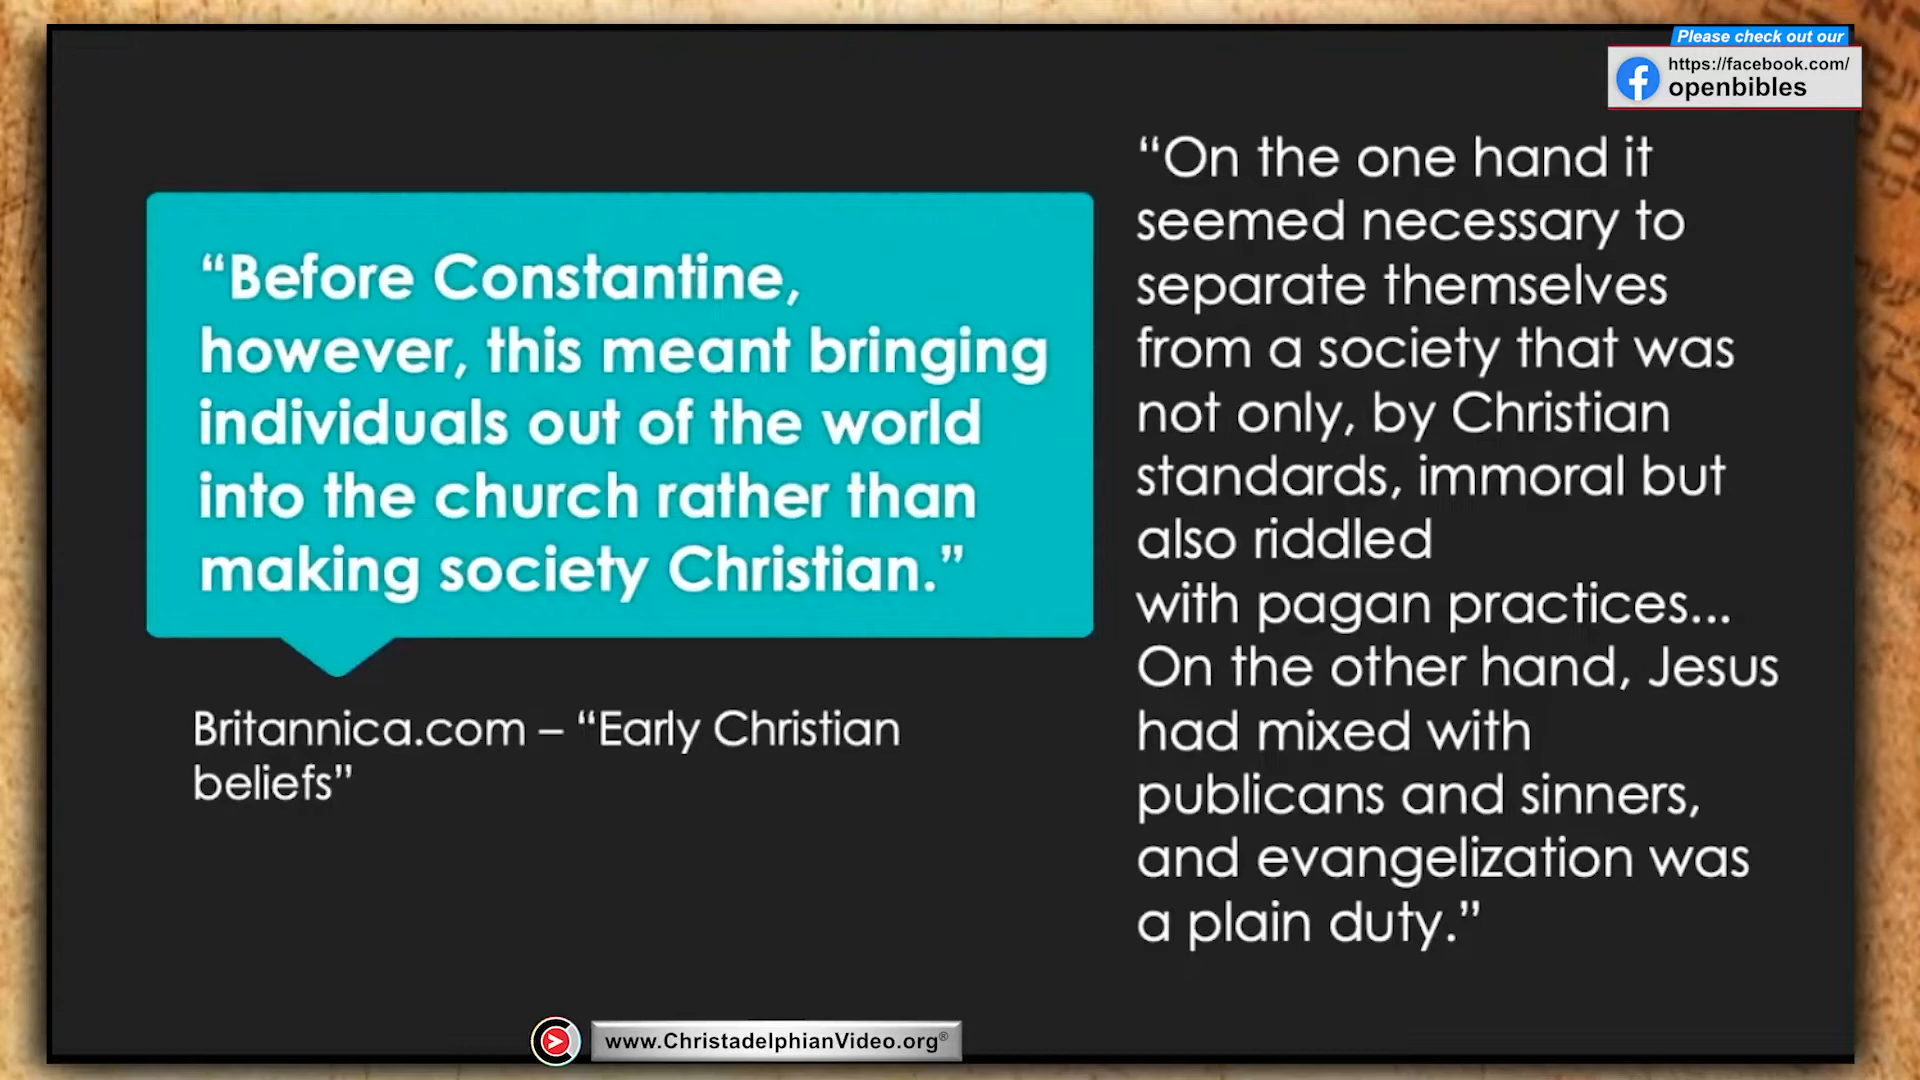 Please check out our
https://facebook.com/
openbibles
“Before Constantine,
however, this meant bringing
individuals out of the world
into the church rather than
making society Christian.”
Britannica.com – “Early Christian
beliefs”
“On the one hand it
seemed necessary to
separate themselves
from a society that was
not only, by Christian
standards, immoral but
also riddled
with pagan practices...
On the other hand, Jesus
had mixed with
publicans and sinners,
and evangelization was
a plain duty.”
www.ChristadelphianVideo.org®